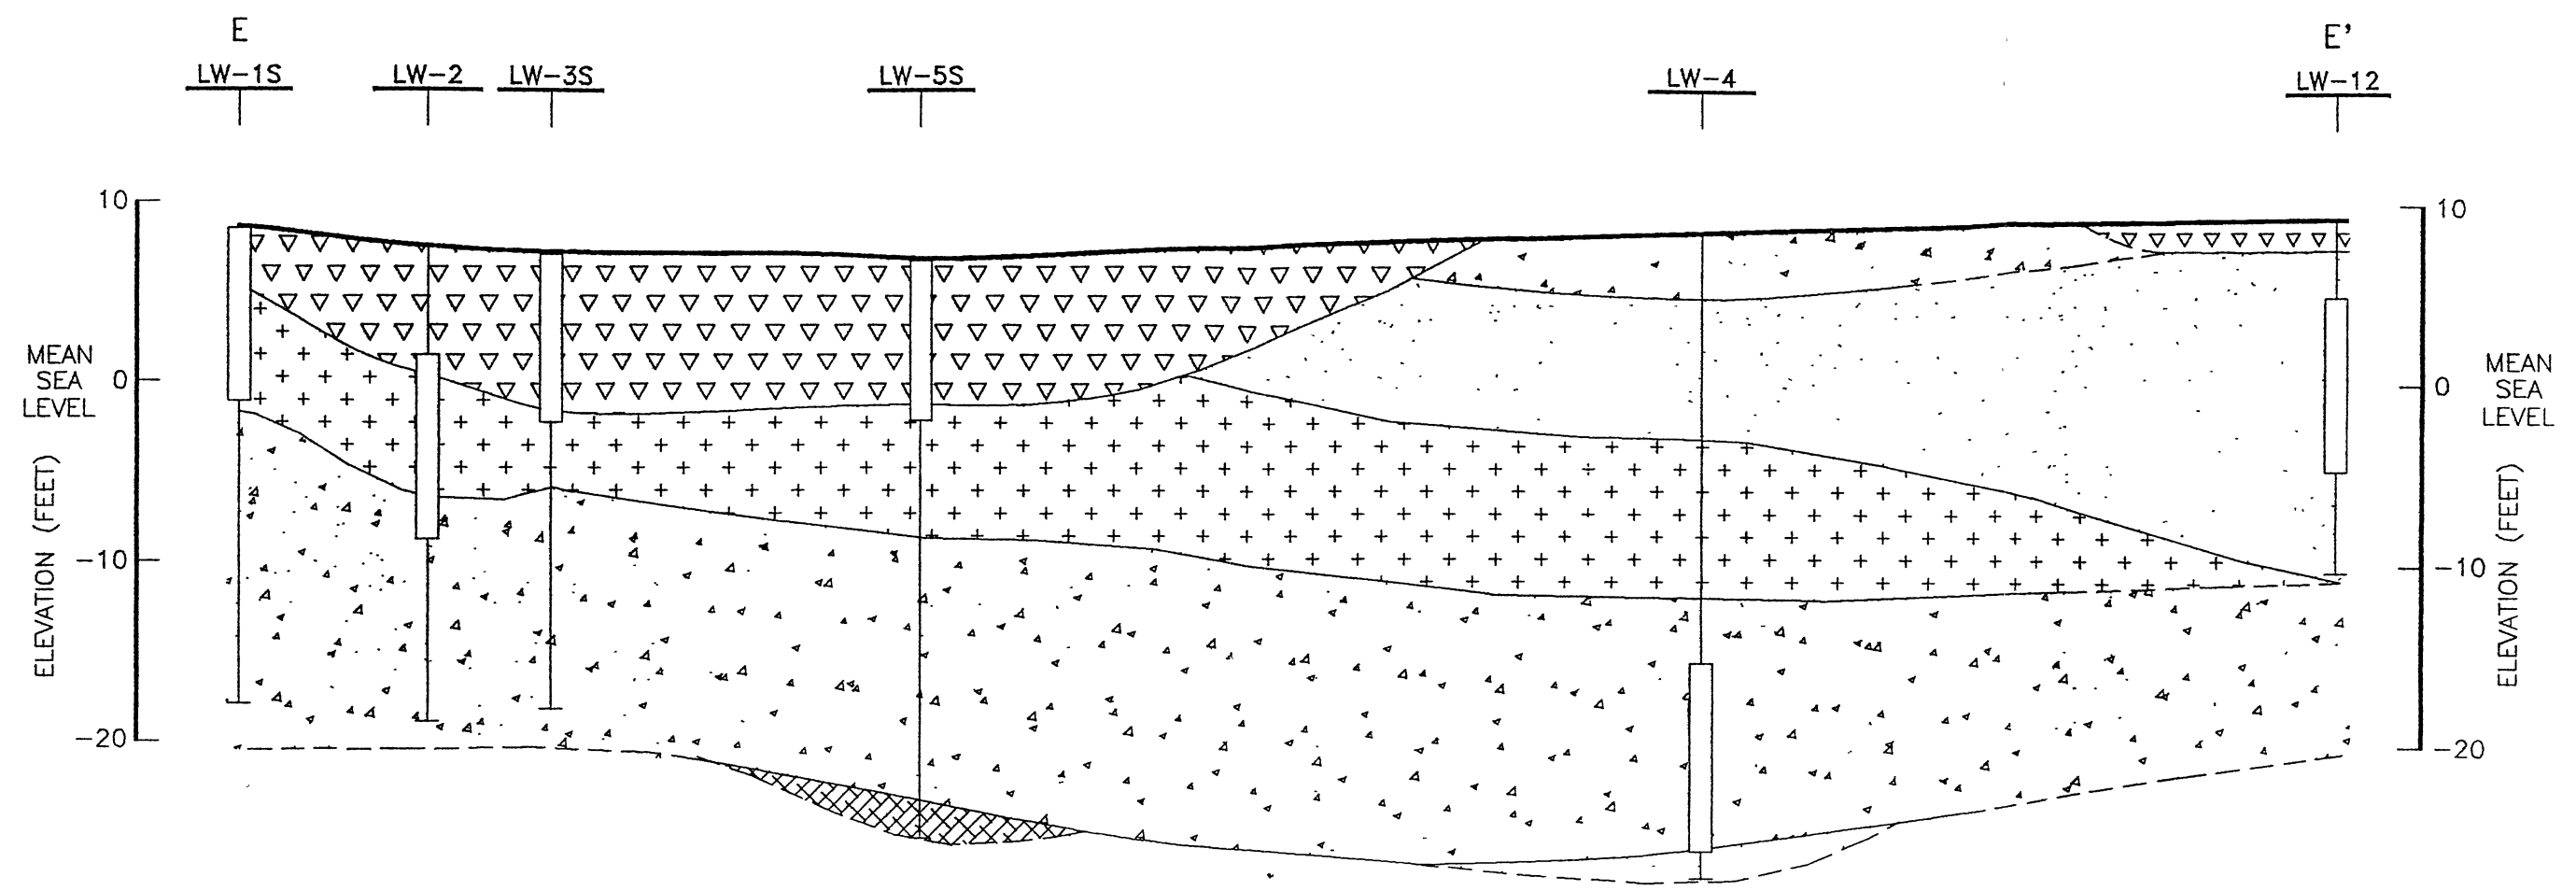 E
E'
LW-1S
LW-2
LW-3S
LW-5S
LW-4
LW-12
10
0
-10
-20
MEAN
SEA
LEVEL
ELEVATION (FEET)
10
0
-10
-20
MEAN
SEA
LEVEL
ELEVATION (FEET)